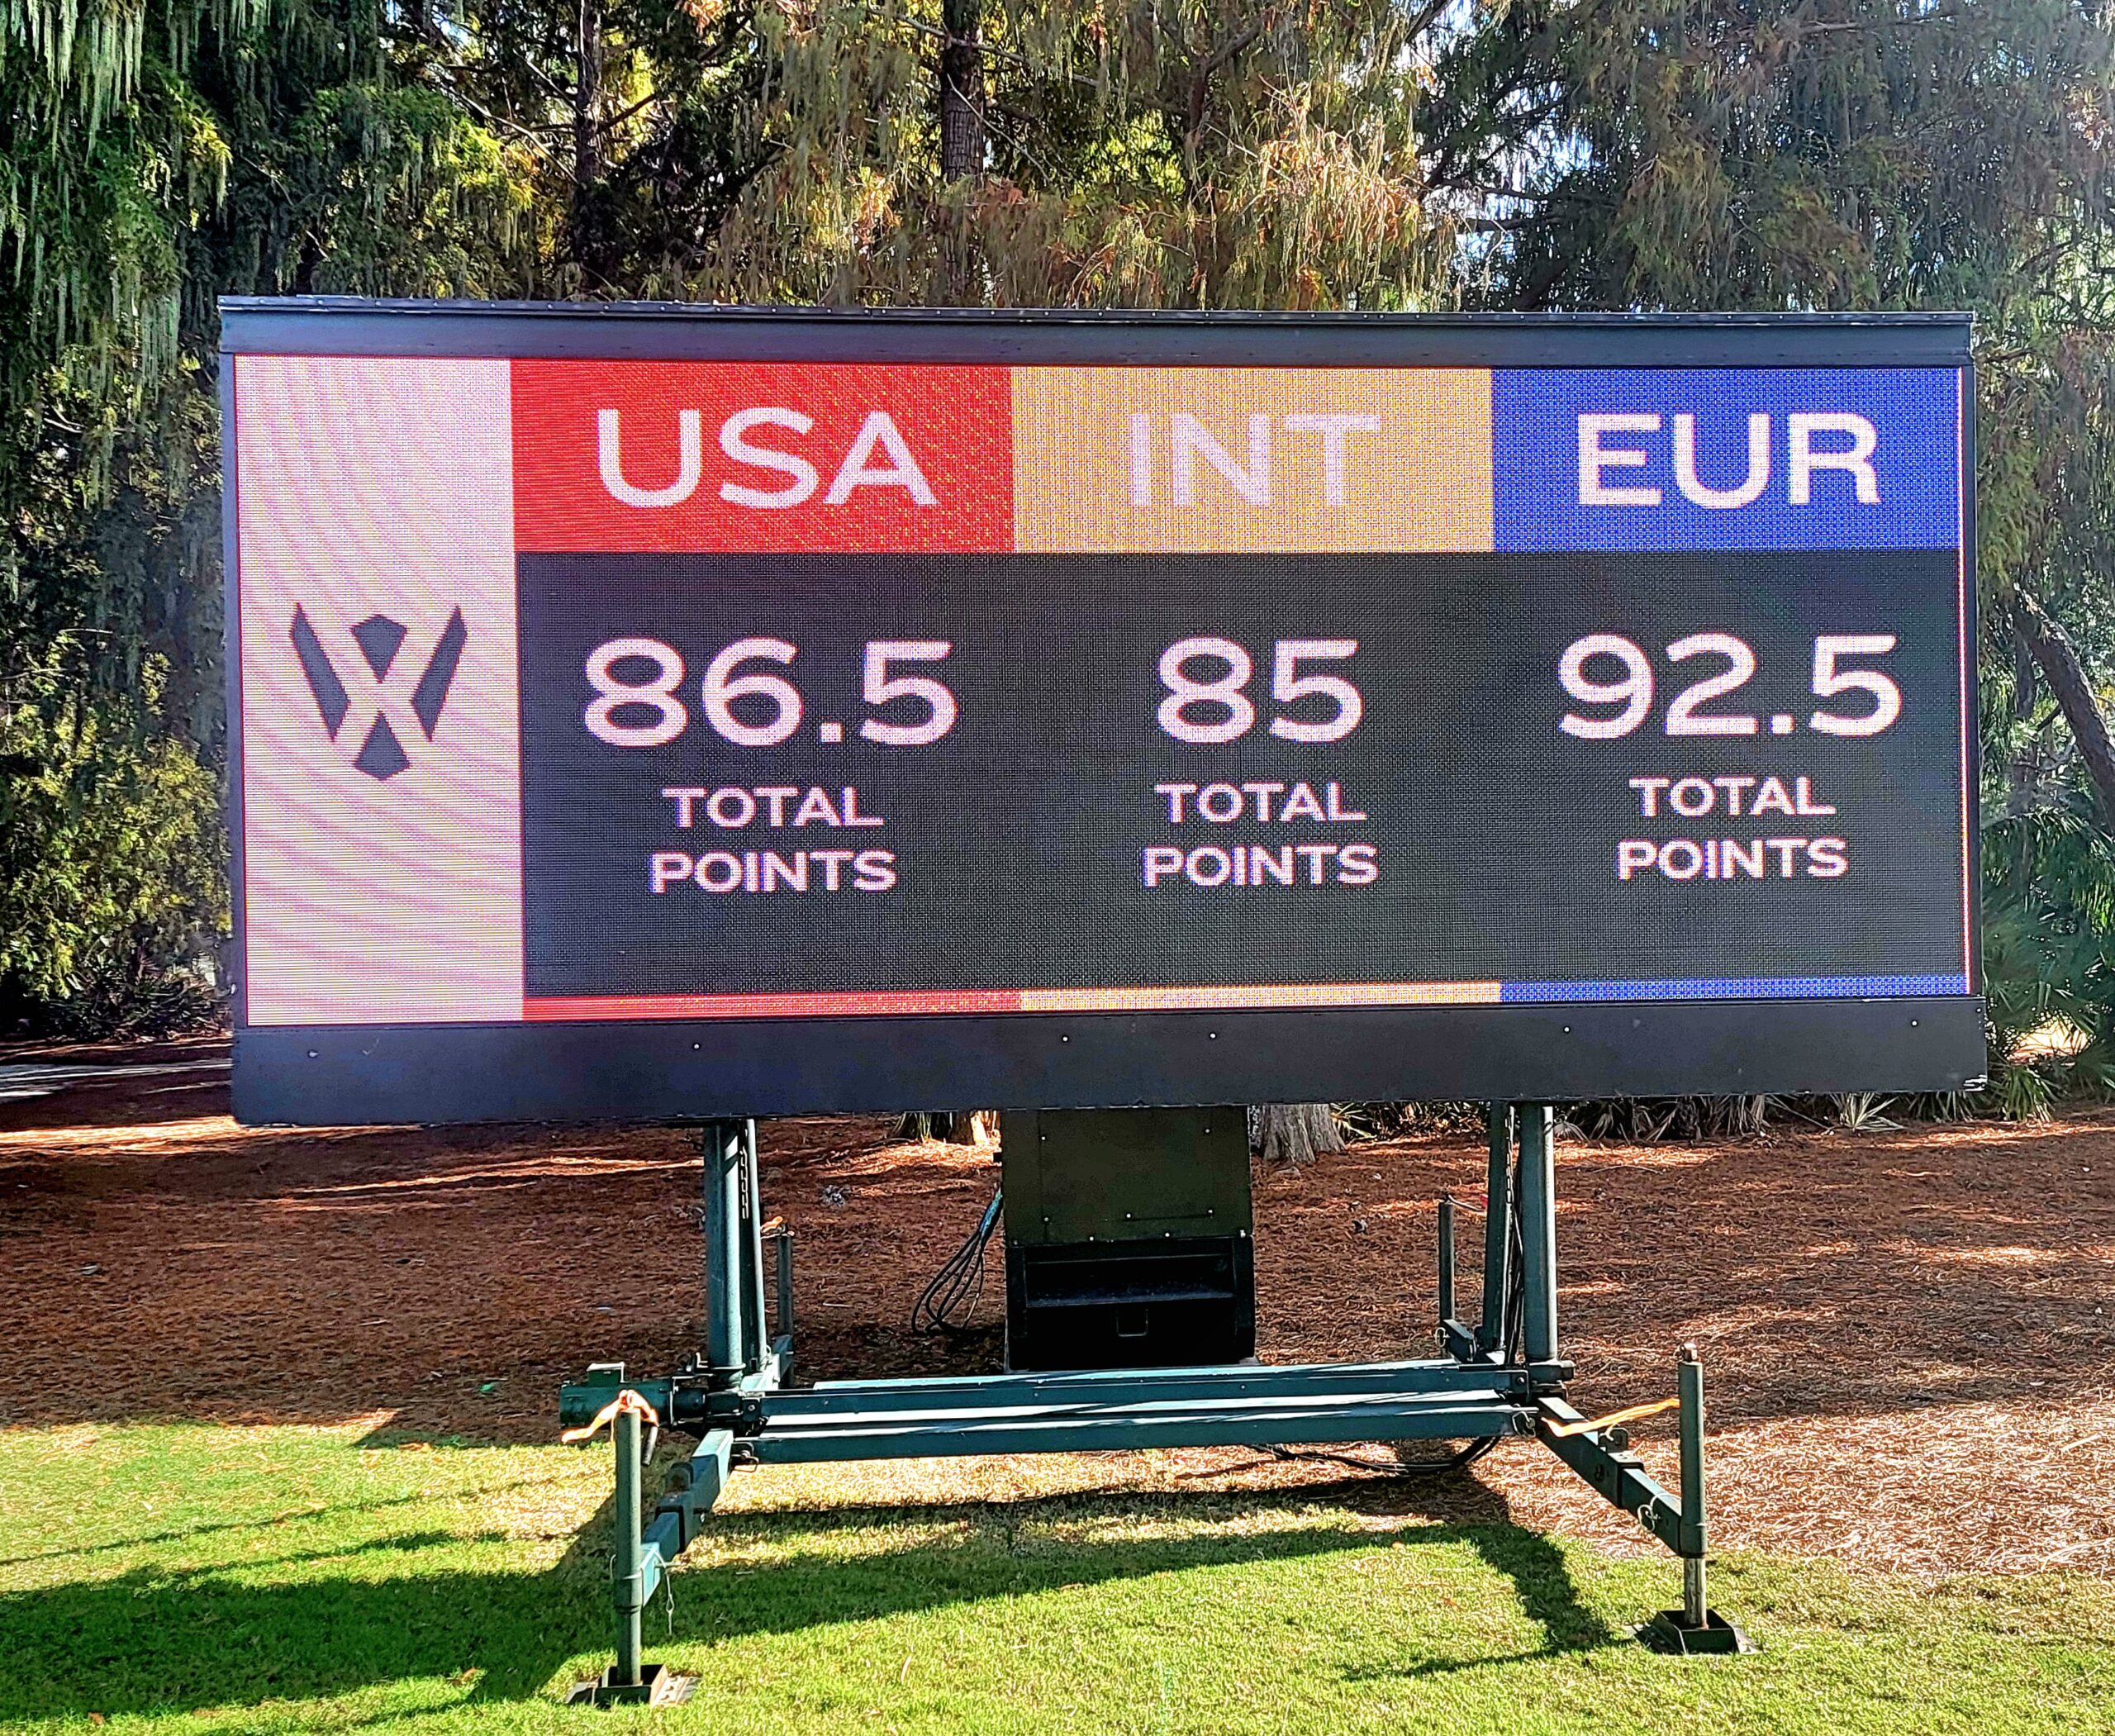 USA INT EUR
86.5 85 92.5
TOTAL TOTAL TOTAL
POINTS POINTS POINTS